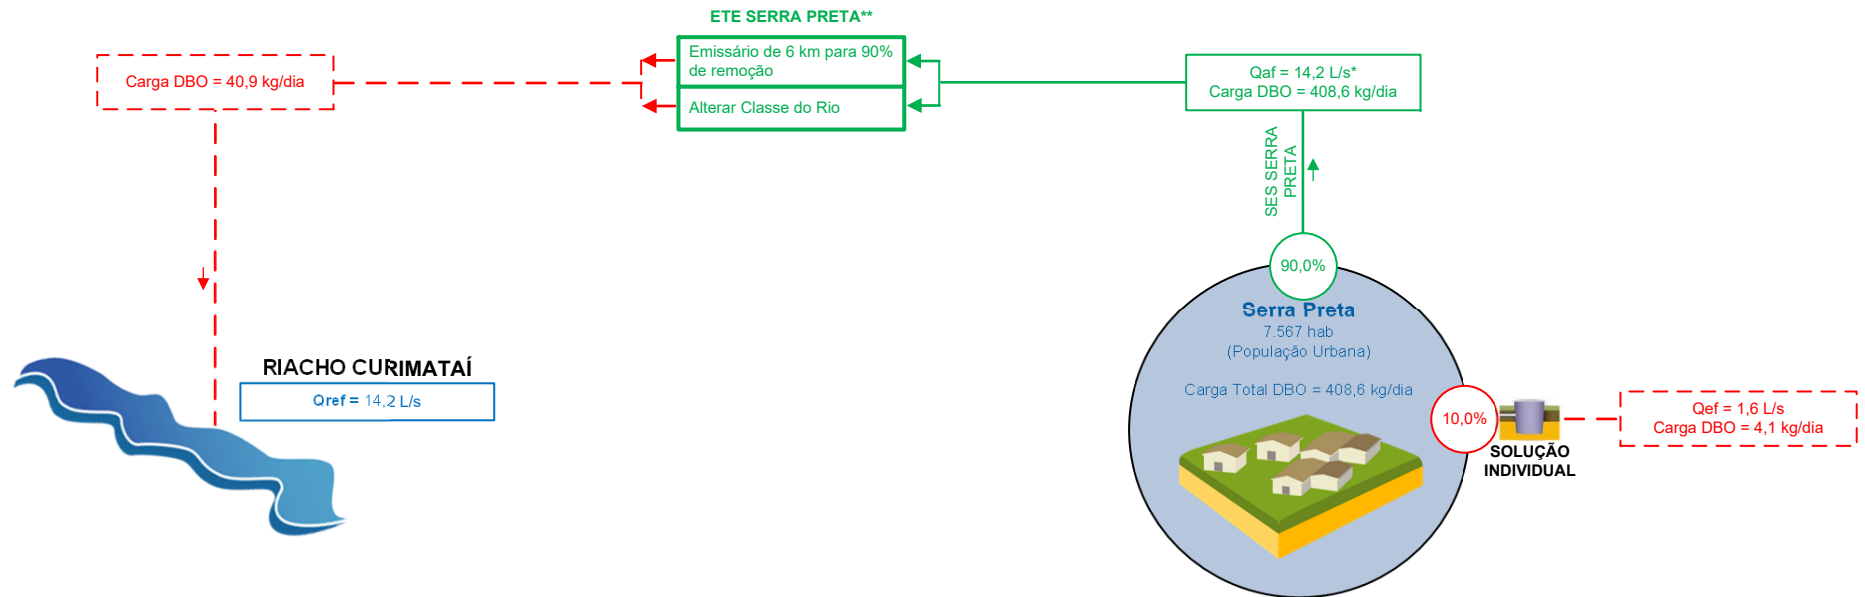 ETE SERRA PRETA**
Emissário de 6 km para 90%
de remoção
Alterar Classe do Rio
Carga DBO = 40,9 kg/dia
Qaf = 14,2 L/s*
Carga DBO = 408,6 kg/dia
SES SERRA
PRETA
90,0%
Serra Preta
7.567 hab
(População Urbana)
Carga Total DBO = 408,6 kg/dia
RIACHO CURIMATAÍ
Qref = 14,2 L/s
10,0%
SOLUÇÃO
INDIVIDUAL
Qef = 1,6 L/s
Carga DBO = 4,1 kg/dia